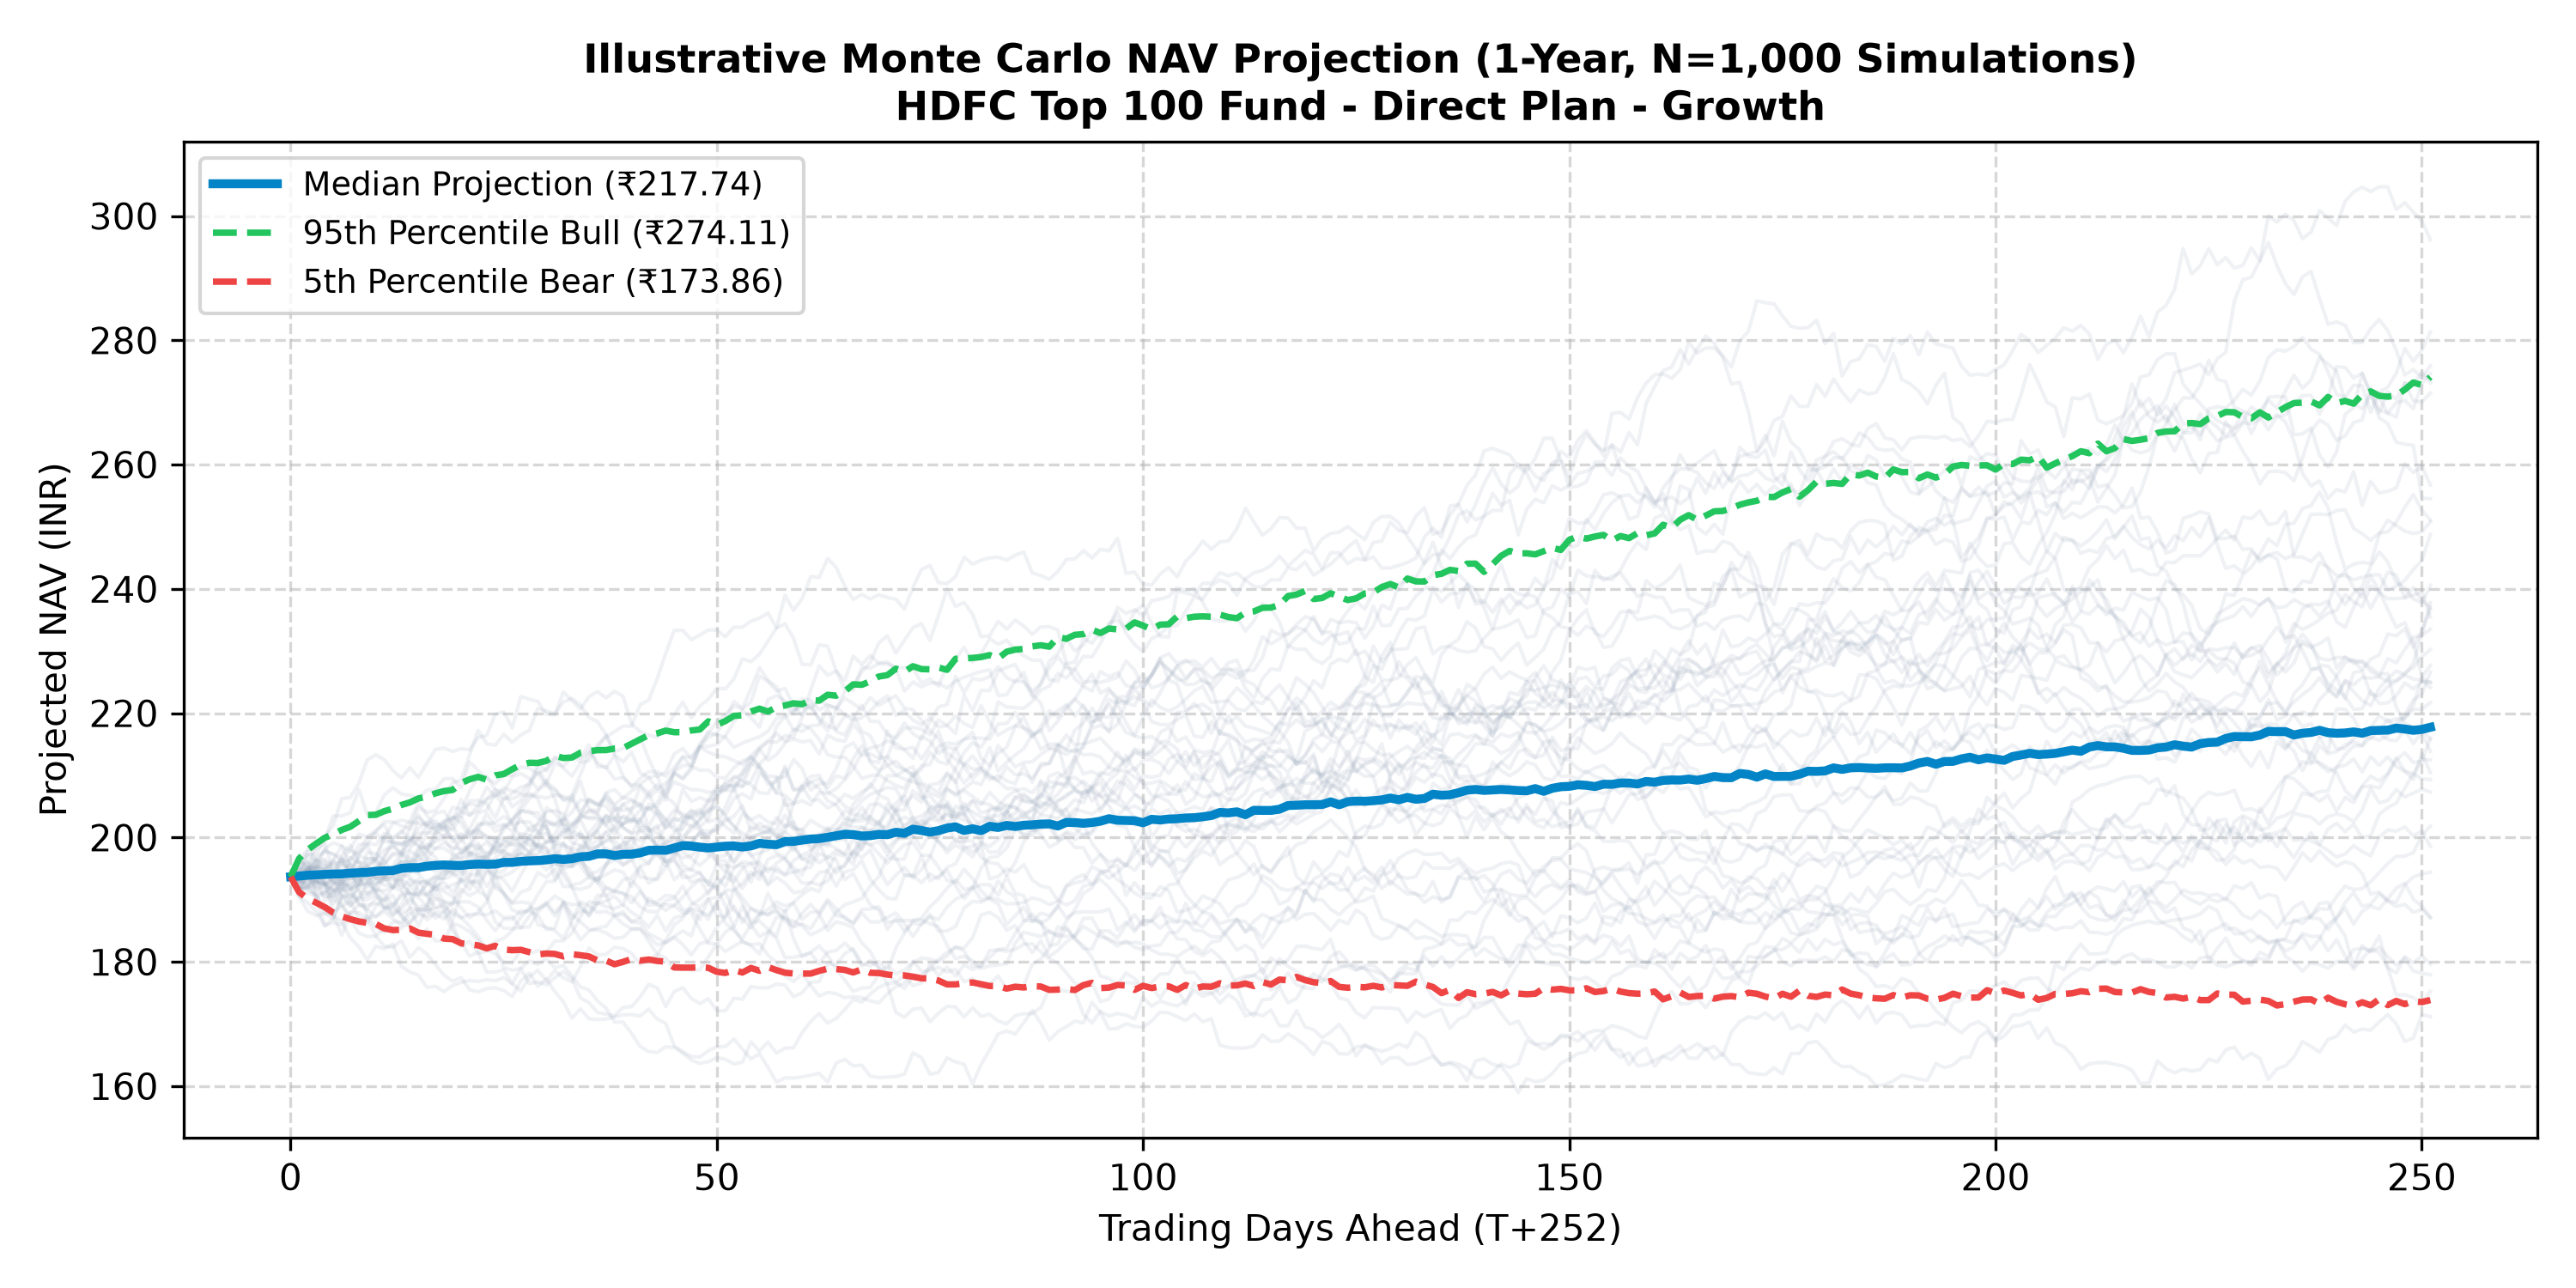 Illustrative Monte Carlo NAV Projection (1-Year, N=1,000 Simulations)
HDFC Top 100 Fund - Direct Plan - Growth
Median Projection (₹217.74)
95th Percentile Bull (₹274.11)
5th Percentile Bear (₹173.86)
Projected NAV (INR)
300
280
260
240
220
200
180
160
0
50
100
150
200
250
Trading Days Ahead (T+252)